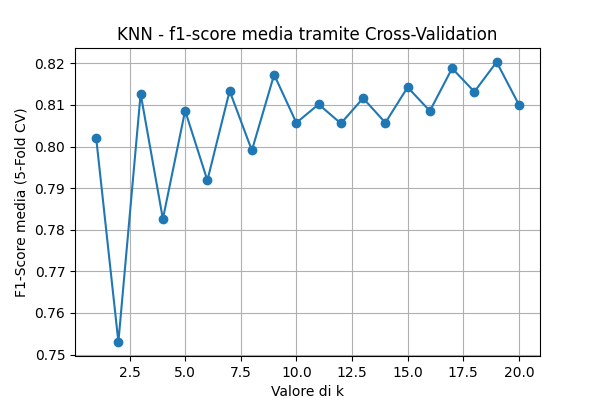 KNN - f1-score media tramite Cross-Validation
F1-Score media (5-Fold CV)
0.82
0.81
0.80
0.79
0.78
0.77
0.76
0.75
2.5 5.0 7.5 10.0 12.5 15.0 17.5 20.0
Valore di k